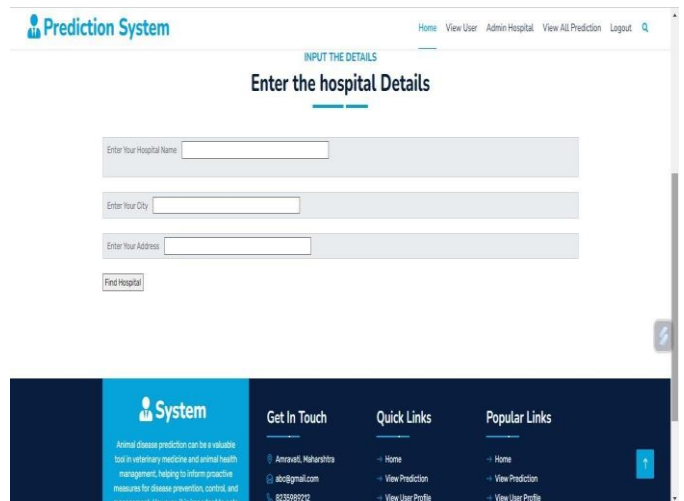 Prediction System
Home View User Admin Hospital View All Prediction Logout
INPUT THE DETAILS
Enter the hospital Details
Enter Your Hospital Name
Enter Your City
Enter Your Address
Find Hospital
System
Animal disease prediction can be a valuable
tool in veterinary medicine and animal health
management, helping to inform proactive
measures for disease prevention, control, and
Get In Touch
Amravati, Maharshtra
abc@gmail.com
8235989212
Quick Links
Home
View Prediction
View User Profile
Popular Links
Home
View Prediction
View User Profile